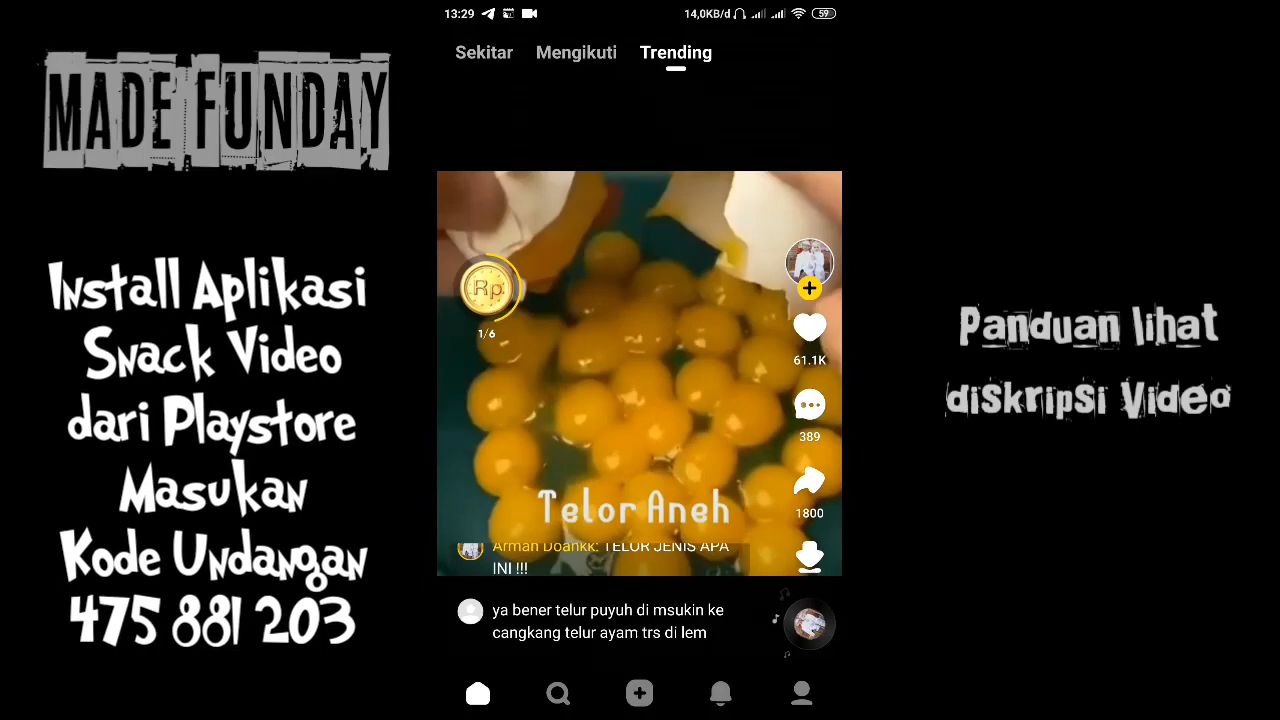 13:29
14,0KB/d
59
Sekitar Mengikuti Trending
MADE FUNDAY
Install Aplikasi
Snack Video
dari Playstore
Masukan
Kode Undangan
475 881 203
Rp
1/6
61.1K
389
1800
Telor Aneh
Arman Doankk: TELUR JENIS APA
INI !!!
ya bener telur puyuh di msukin ke
cangkang telur ayam trs di lem
Panduan lihat
diskripsi Video